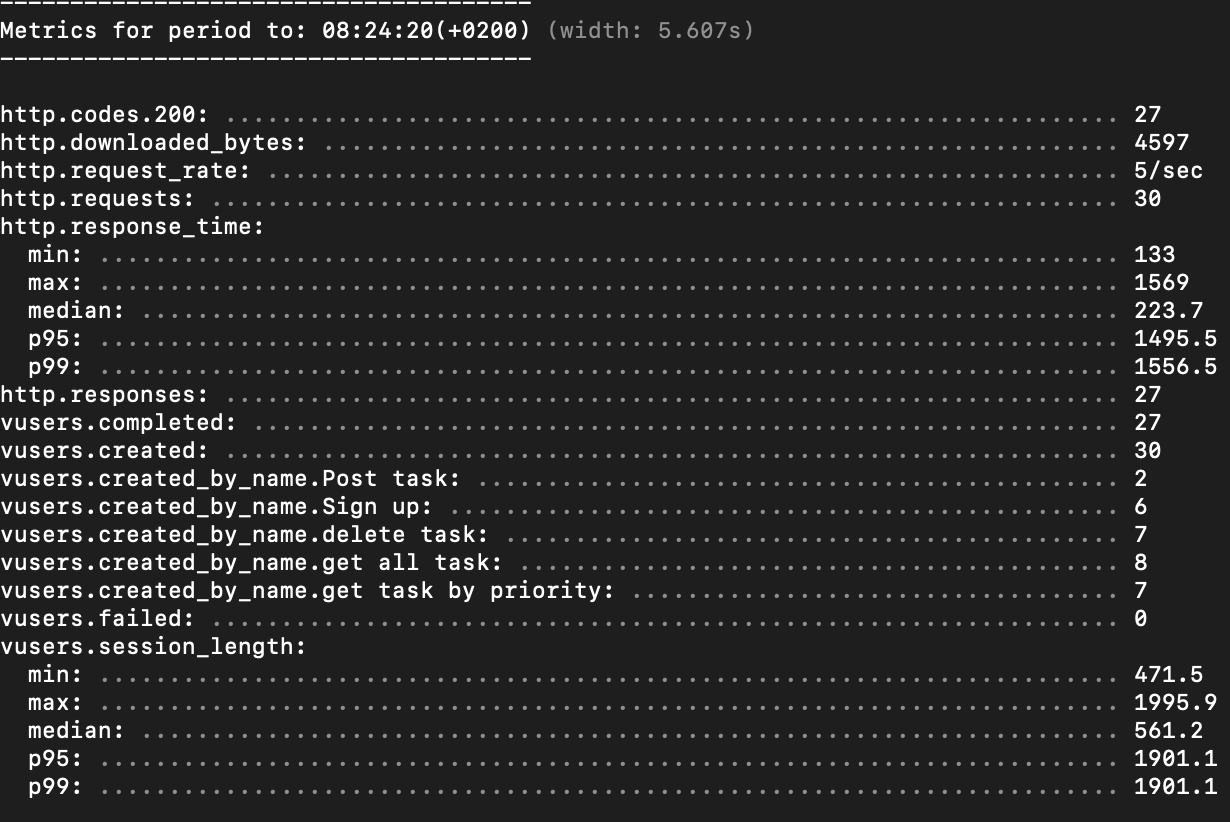 --------------------------------------
Metrics for period to: 08:24:20(+0200) (width: 5.607s)
--------------------------------------
http.codes.200: ................................................................ 27
http.downloaded_bytes: ......................................................... 4597
http.request_rate: ............................................................. 5/sec
http.requests: ................................................................. 30
http.response_time:
  min: ......................................................................... 133
  max: ......................................................................... 1569
  median: ...................................................................... 223.7
  p95: ......................................................................... 1495.5
  p99: ......................................................................... 1556.5
http.responses: ................................................................ 27
vusers.completed: .............................................................. 27
vusers.created: ................................................................ 30
vusers.created_by_name.Post task: .............................................. 2
vusers.created_by_name.Sign up: ................................................ 6
vusers.created_by_name.delete task: ............................................ 7
vusers.created_by_name.get all task: ........................................... 8
vusers.created_by_name.get task by priority: ................................... 7
vusers.failed: ................................................................. 0
vusers.session_length:
  min: ......................................................................... 471.5
  max: ......................................................................... 1995.9
  median: ...................................................................... 561.2
  p95: ......................................................................... 1901.1
  p99: ......................................................................... 1901.1